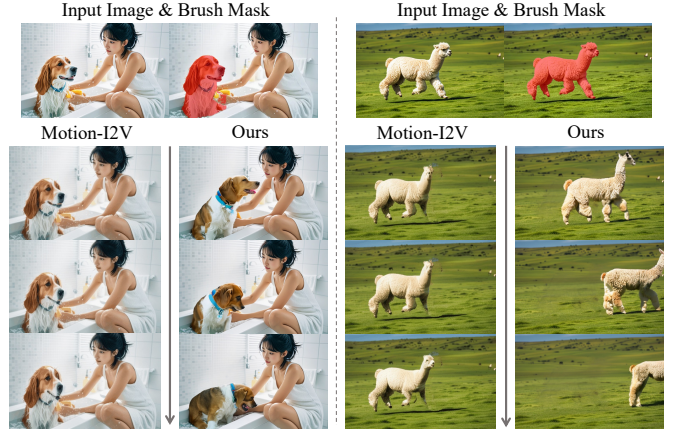 Input Image & Brush Mask
Input Image & Brush Mask
Motion-I2V
Ours
Motion-I2V
Ours